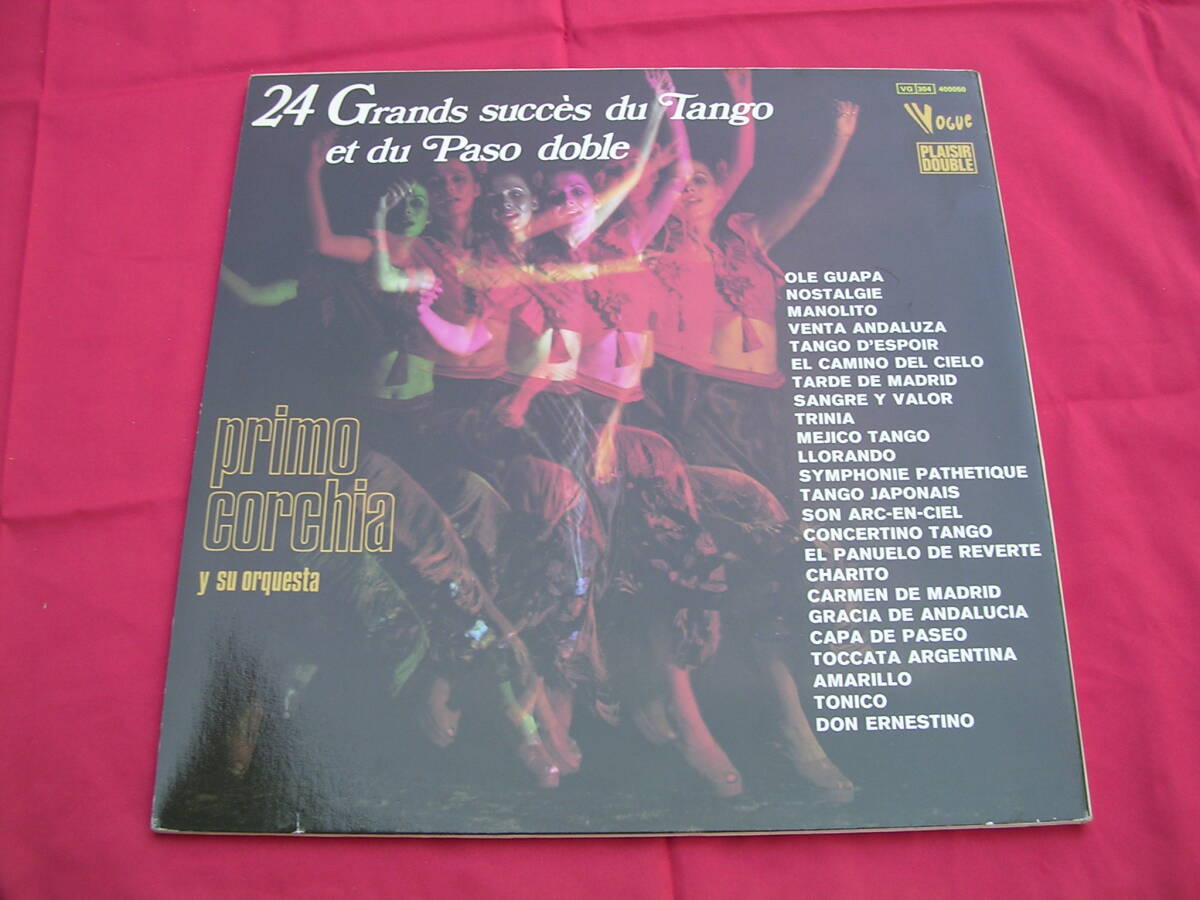 24 Grands succès du Tango
et du Paso doble
VG 304 400050
Vogue
PLAISIR
DOUBLE
OLE GUAPA
NOSTALGIE
MANOLITO
VENTA ANDALUZA
TANGO D'ESPOIR
EL CAMINO DEL CIELO
TARDE DE MADRID
SANGRE Y VALOR
TRINIA
MEJICO TANGO
LLORANDO
SYMPHONIE PATHETIQUE
TANGO JAPONAIS
SON ARC-EN-CIEL
CONCERTINO TANGO
EL PANUELO DE REVERTE
CHARITO
CARMEN DE MADRID
GRACIA DE ANDALUCIA
CAPA DE PASEO
TOCCATA ARGENTINA
AMARILLO
TONICO
DON ERNESTINO
primo
corchia
y su orquesta